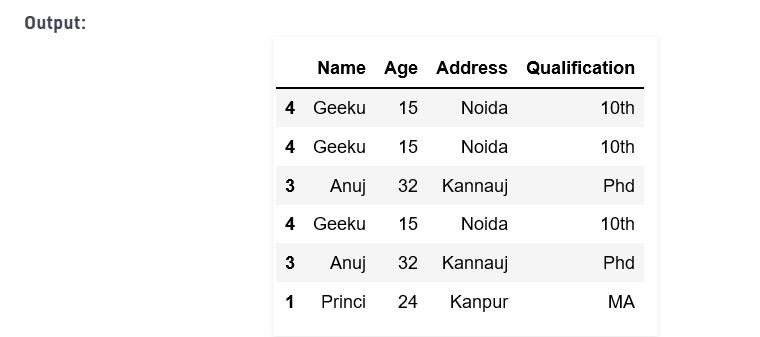 Output:
Name Age Address Qualification
4 Geeku 15 Noida 10th
4 Geeku 15 Noida 10th
3 Anuj 32 Kannauj Phd
4 Geeku 15 Noida 10th
3 Anuj 32 Kannauj Phd
1 Princi 24 Kanpur MA